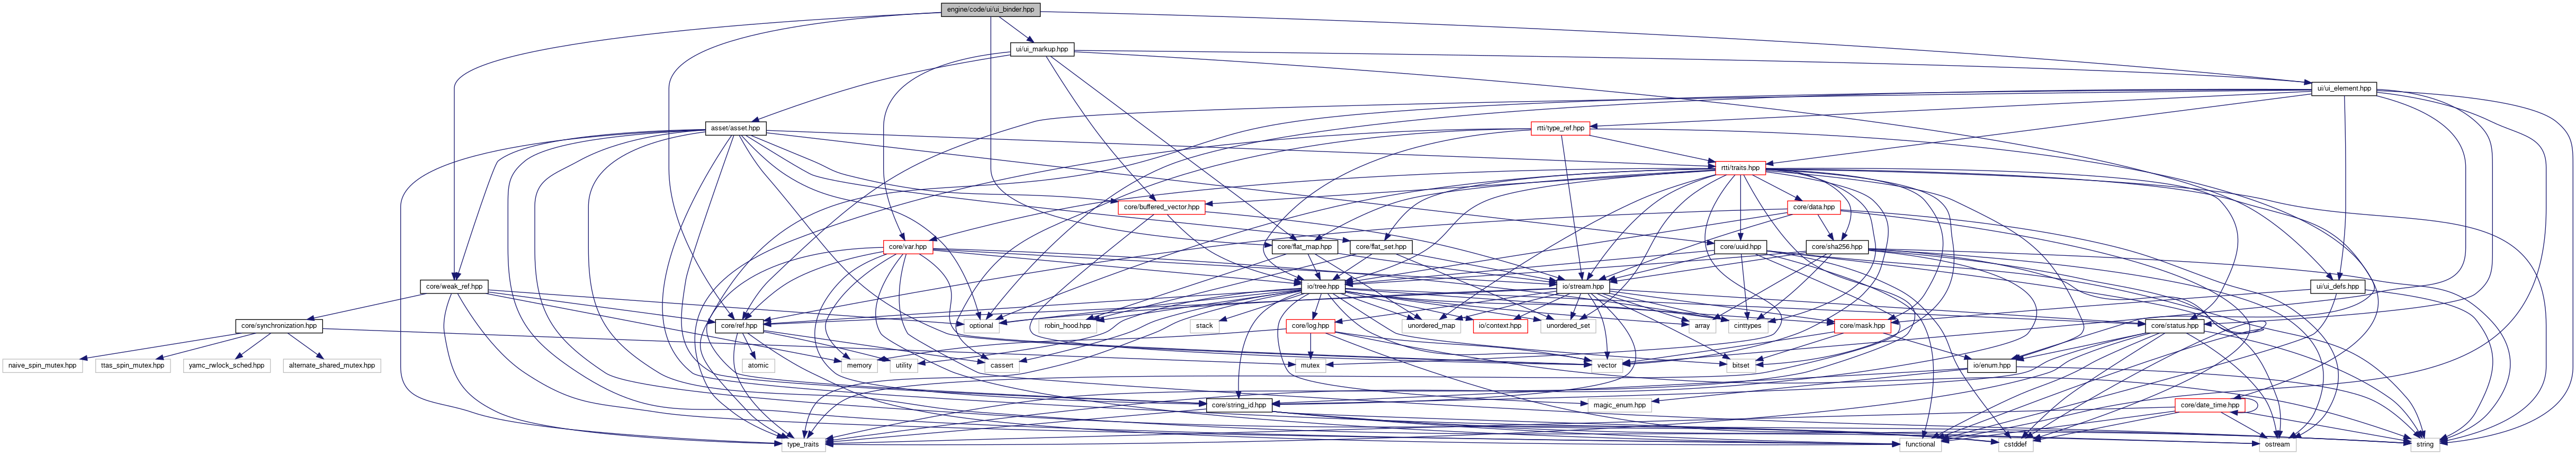 engine/code/ui/ui_binder.hpp
ui/ui_markup.hpp
ui/ui_element.hpp
asset/asset.hpp
rtti/type_ref.hpp
rtti/traits.hpp
core/buffered_vector.hpp
core/data.hpp
core/var.hpp
core/flat_map.hpp
core/flat_set.hpp
core/uuid.hpp
core/sha256.hpp
core/weak_ref.hpp
io/tree.hpp
io/stream.hpp
ui/ui_defs.hpp
core/synchronization.hpp
core/ref.hpp
optional
robin_hood.hpp
stack
core/log.hpp
unordered_map
io/context.hpp
unordered_set
array
cinttypes
core/mask.hpp
core/status.hpp
naive_spin_mutex.hpp
ttas_spin_mutex.hpp
yamc_rwlock_sched.hpp
alternate_shared_mutex.hpp
atomic
memory
utility
cassert
mutex
vector
bitset
io/enum.hpp
core/string_id.hpp
magic_enum.hpp
core/date_time.hpp
type_traits
functional
cstddef
ostream
string